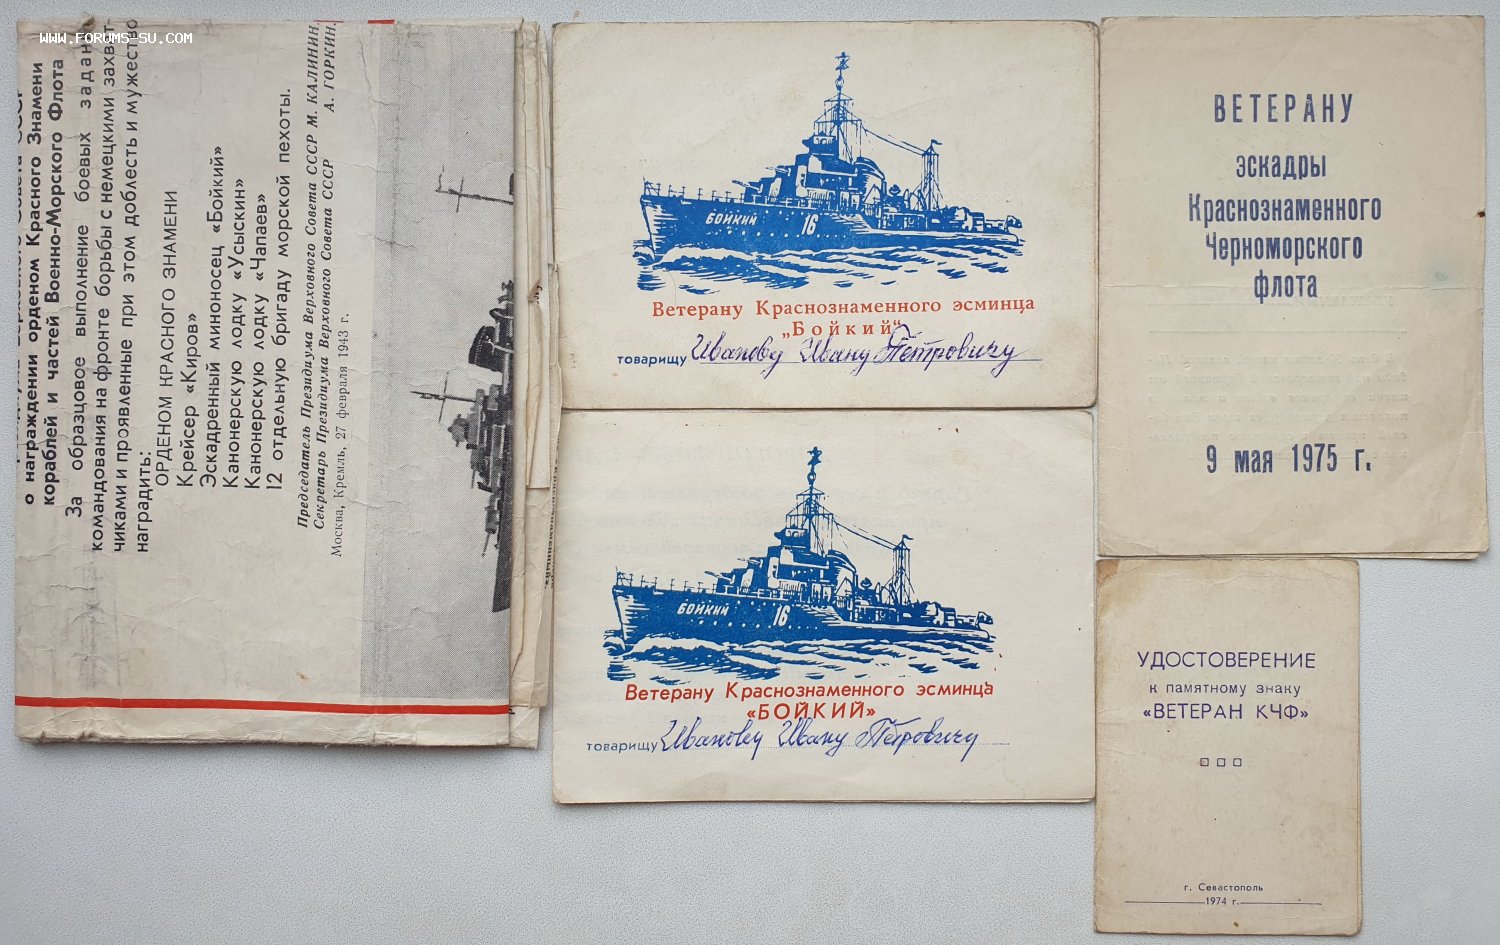 WWW.FORUMS-SU.COM
о награждении орденом Красного Знамени
кораблей и частей Военно-Морского Флота
За образцовое выполнение боевых задан
командования на фронте борьбы с немецкими захват-
чиками и проявленные при этом доблесть и мужество
наградить:
ОРДЕНОМ КРАСНОГО ЗНАМЕНИ
Крейсер «Киров»
Эскадренный миноносец «Бойкий»
Канонерскую лодку «Усыскин»
Канонерскую лодку «Чапаев»
12 отдельную бригаду морской пехоты.
Председатель Президиума Верховного Совета СССР М. КАЛИНИН
Секретарь Президиума Верховного Совета СССР А. ГОРКИН.
Москва, Кремль, 27 февраля 1943 г.
БОЙКИЙ 16
Ветерану Краснознаменного эсминца
„Бойкий“
товарищу Иванову Ивану Петровичу
БОЙКИЙ 16
Ветерану Краснознаменного эсминца
«БОЙКИЙ»
товарищу Иванову Ивану Петровичу
ВЕТЕРАНУ
эскадры
Краснознаменного
Черноморского
флота
9 мая 1975 г.
УДОСТОВЕРЕНИЕ
к памятному знаку
«ВЕТЕРАН КЧФ»
г. Севастополь
1974 г.